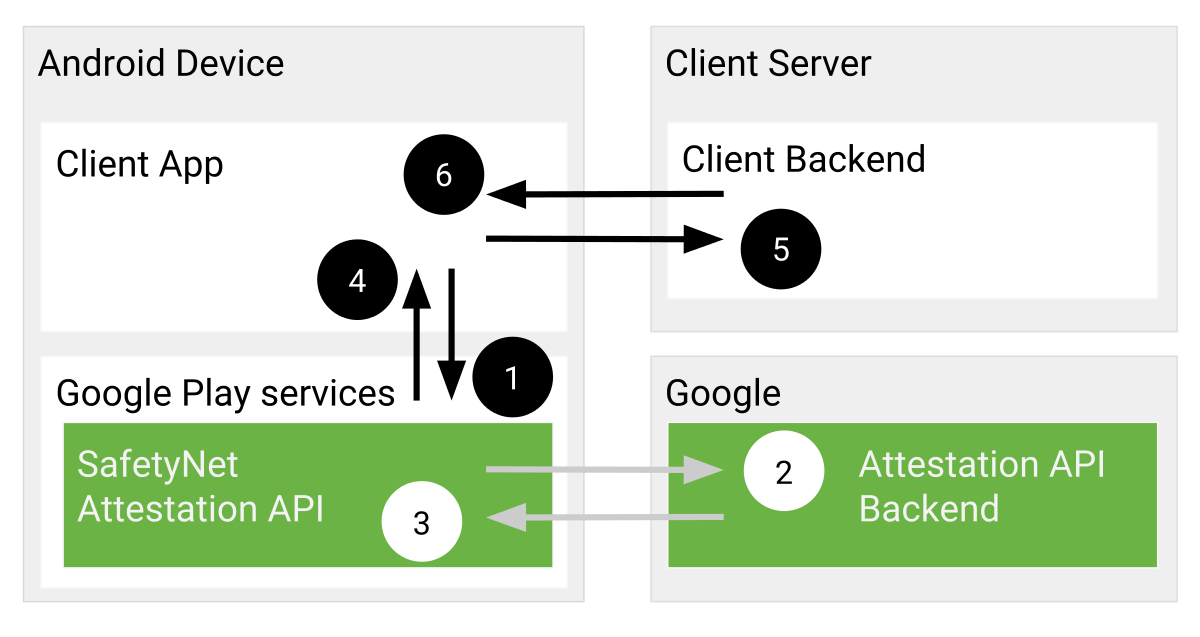 Android Device
Client App
6
4
Google Play services
1
SafetyNet
Attestation API
3
Client Server
Client Backend
5
Google
2
Attestation API
Backend